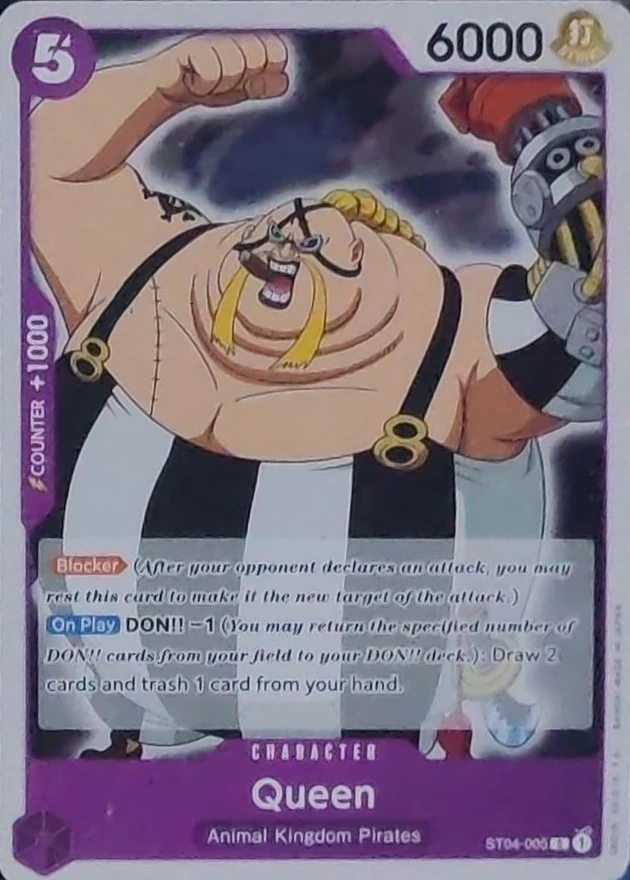 5
6000
COUNTER +1000
Blocker (After your opponent declares an attack, you may
rest this card to make it the new target of the attack.)
On Play DON!! −1 (You may return the specified number of
DON!! cards from your field to your DON!! deck.): Draw 2
cards and trash 1 card from your hand.
CHARACTER
Queen
Animal Kingdom Pirates
ST04-005
1